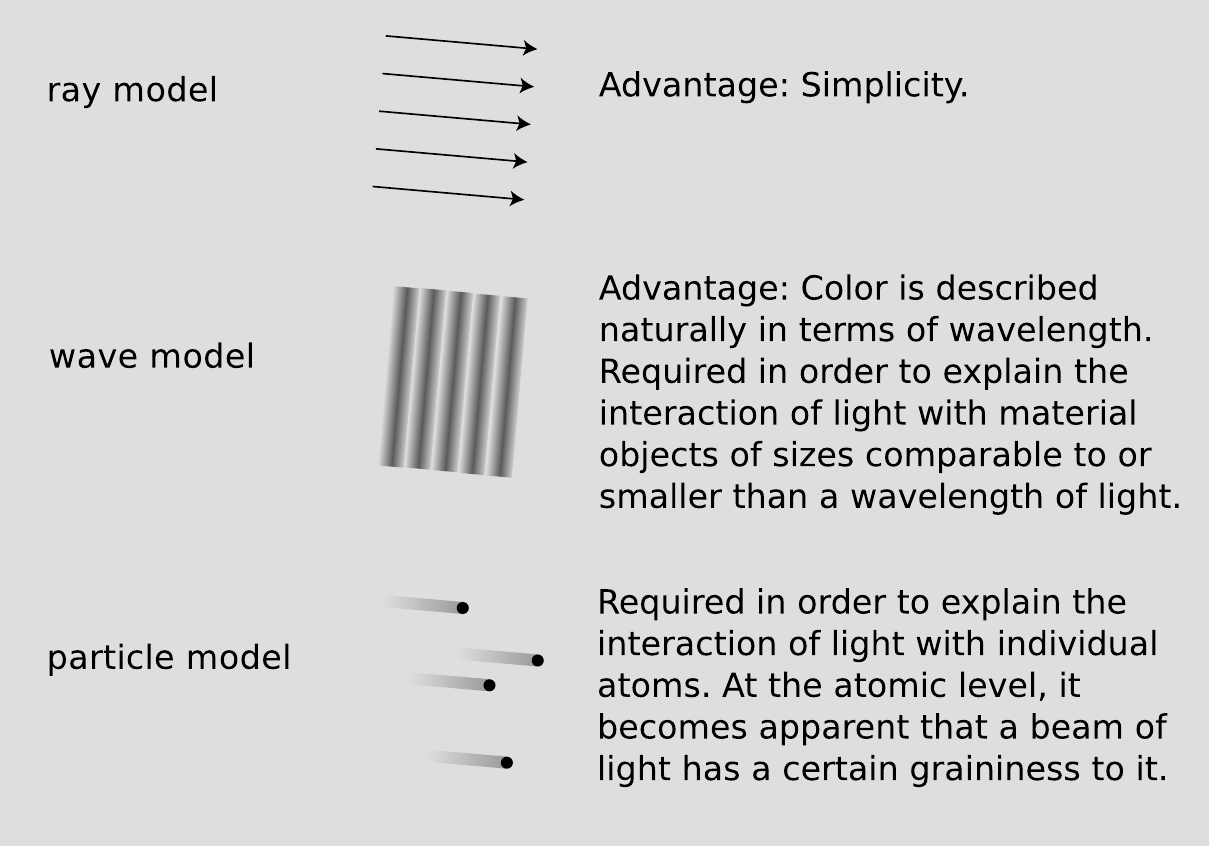 ray model
Advantage: Simplicity.
wave model
Advantage: Color is described
naturally in terms of wavelength.
Required in order to explain the
interaction of light with material
objects of sizes comparable to or
smaller than a wavelength of light.
particle model
Required in order to explain the
interaction of light with individual
atoms. At the atomic level, it
becomes apparent that a beam of
light has a certain graininess to it.